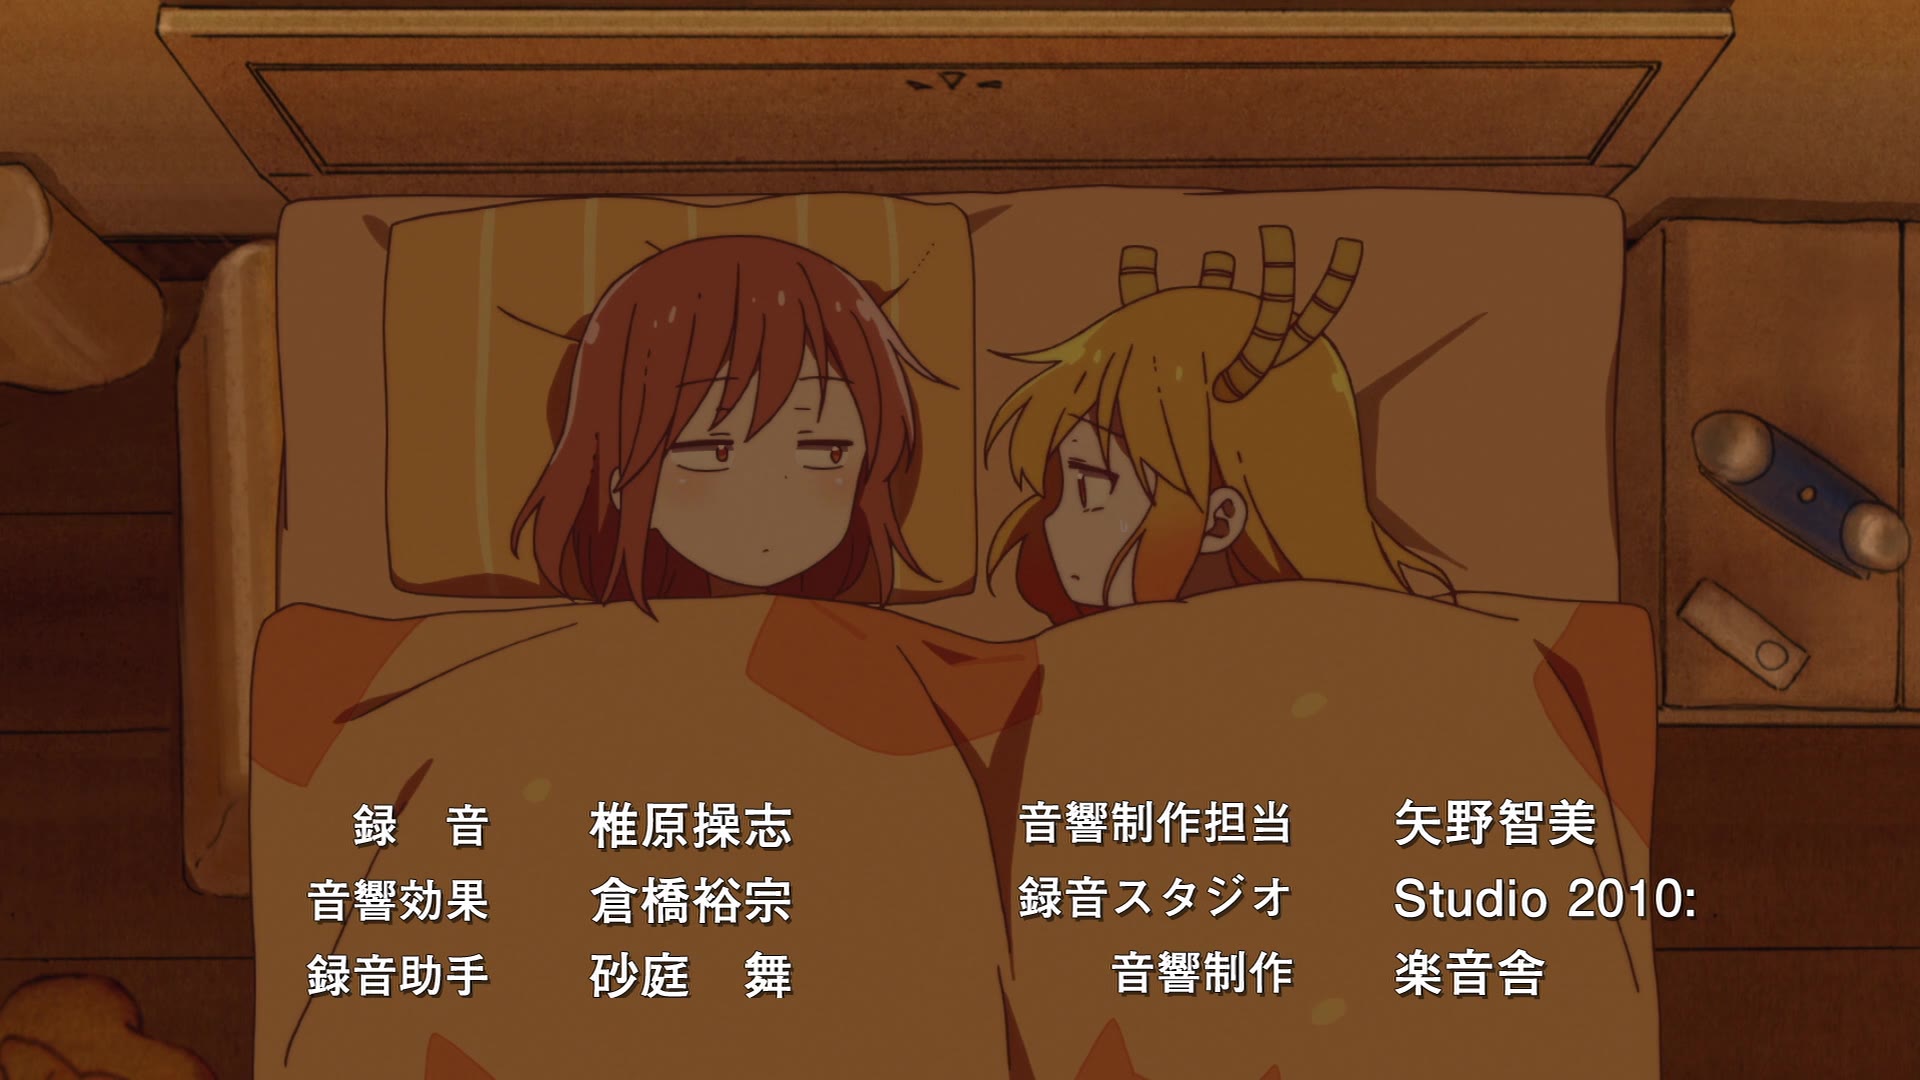 録　音　椎原操志
音響効果　倉橋裕宗
録音助手　砂庭　舞
音響制作担当　矢野智美
録音スタジオ　Studio 2010:
音響制作　楽音舎